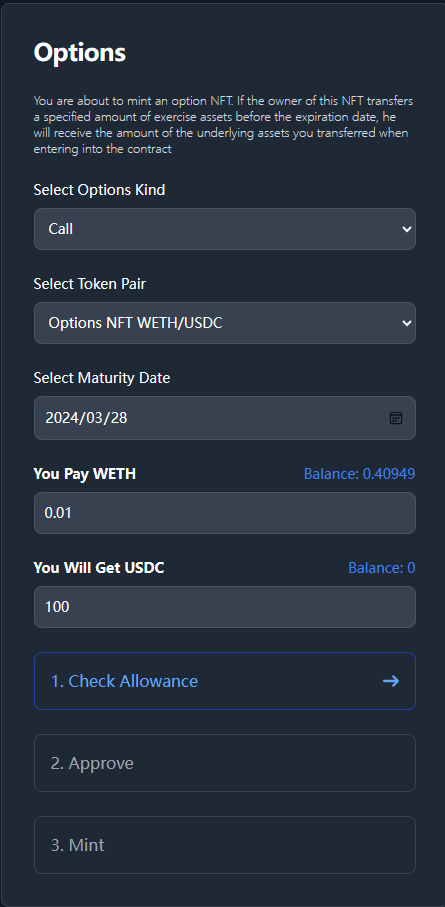 Options
You are about to mint an option NFT. If the owner of this NFT transfers
a specified amount of exercise assets before the expiration date, he
will receive the amount of the underlying assets you transferred when
entering into the contract
Select Options Kind
Call
Select Token Pair
Options NFT WETH/USDC
Select Maturity Date
2024/03/28
You Pay WETH Balance: 0.40949
0.01
You Will Get USDC Balance: 0
100
1. Check Allowance
2. Approve
3. Mint